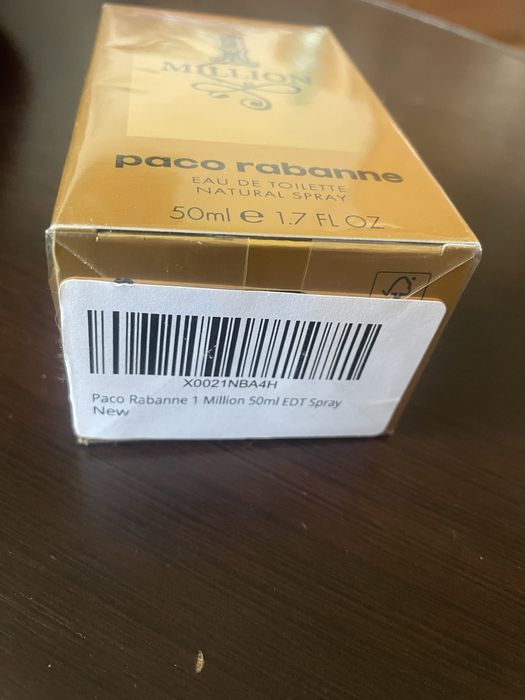 1
MILLION
paco rabanne
EAU DE TOILETTE
NATURAL SPRAY
50ml e 1.7 FL OZ
X0021NBA4H
Paco Rabanne 1 Million 50ml EDT Spray
New